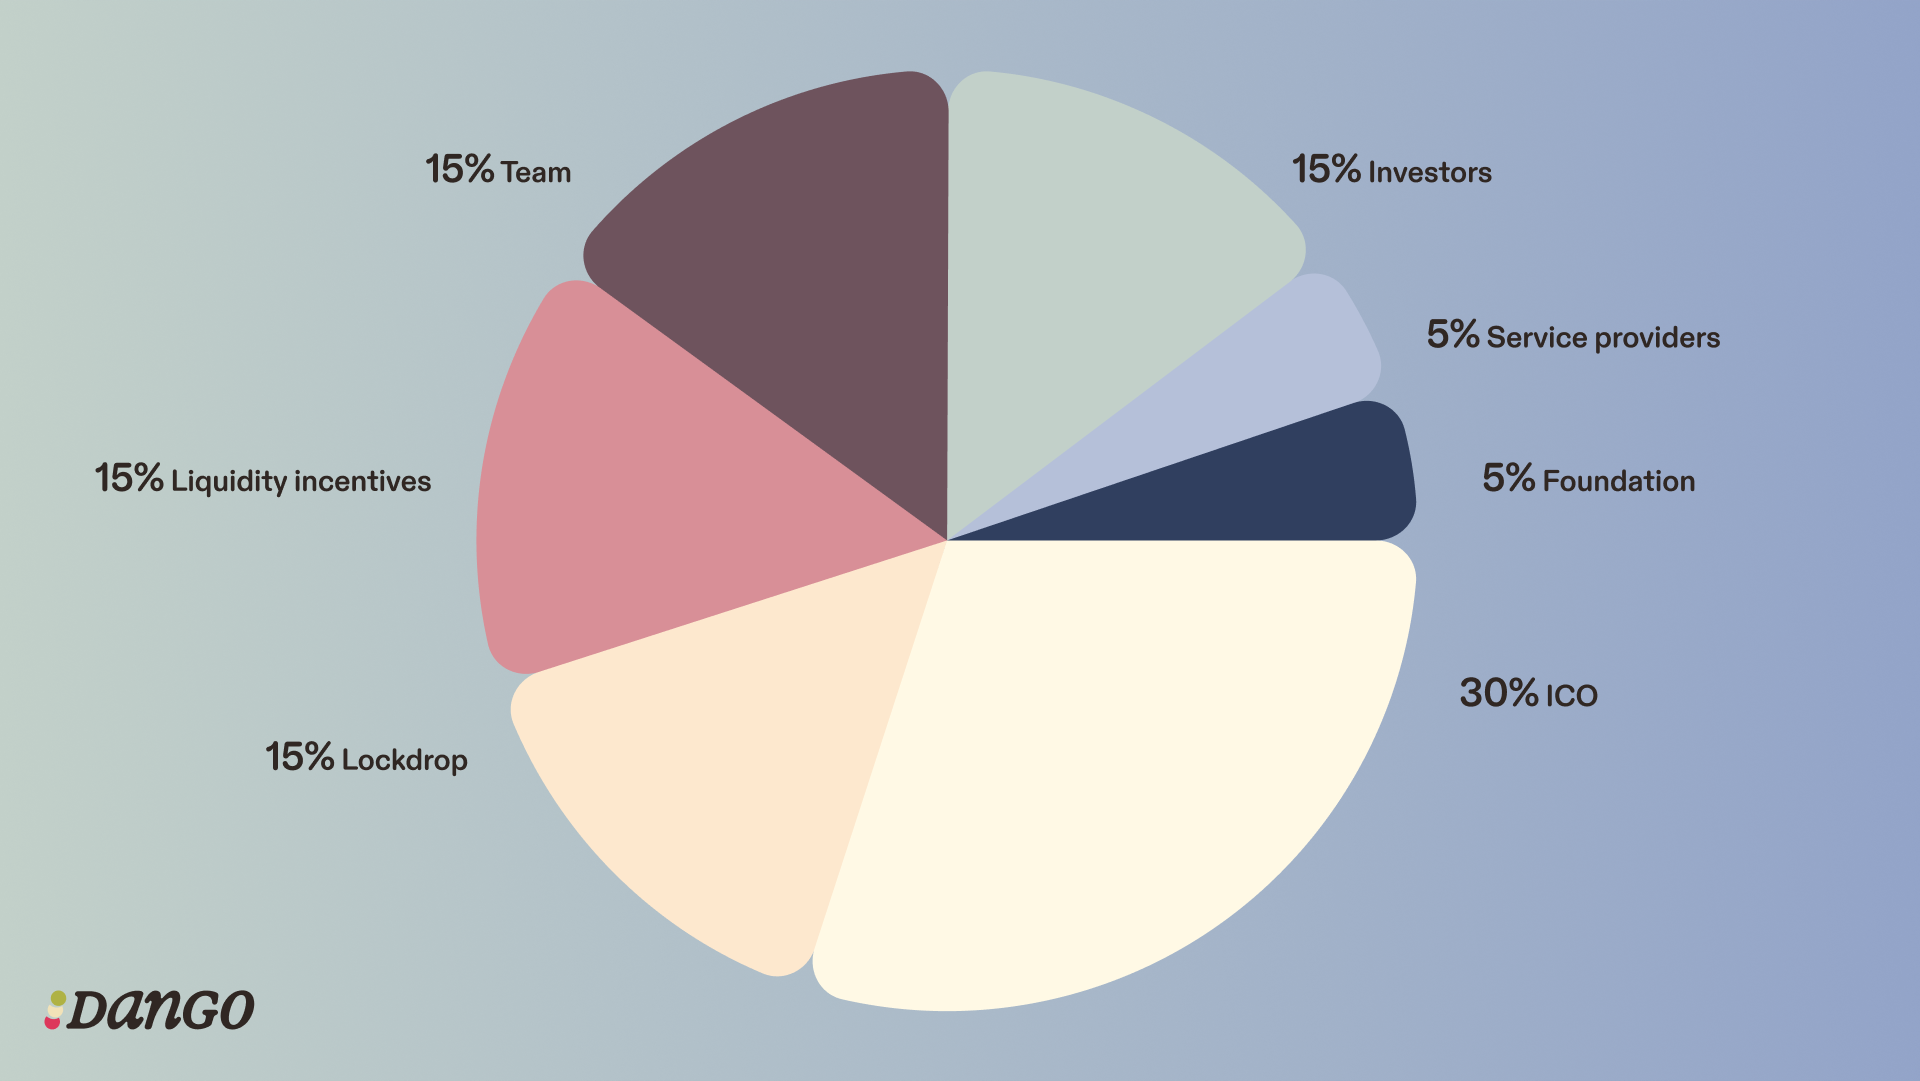 15% Team
15% Investors
5% Service providers
15% Liquidity incentives
5% Foundation
30% ICO
15% Lockdrop
DANGO